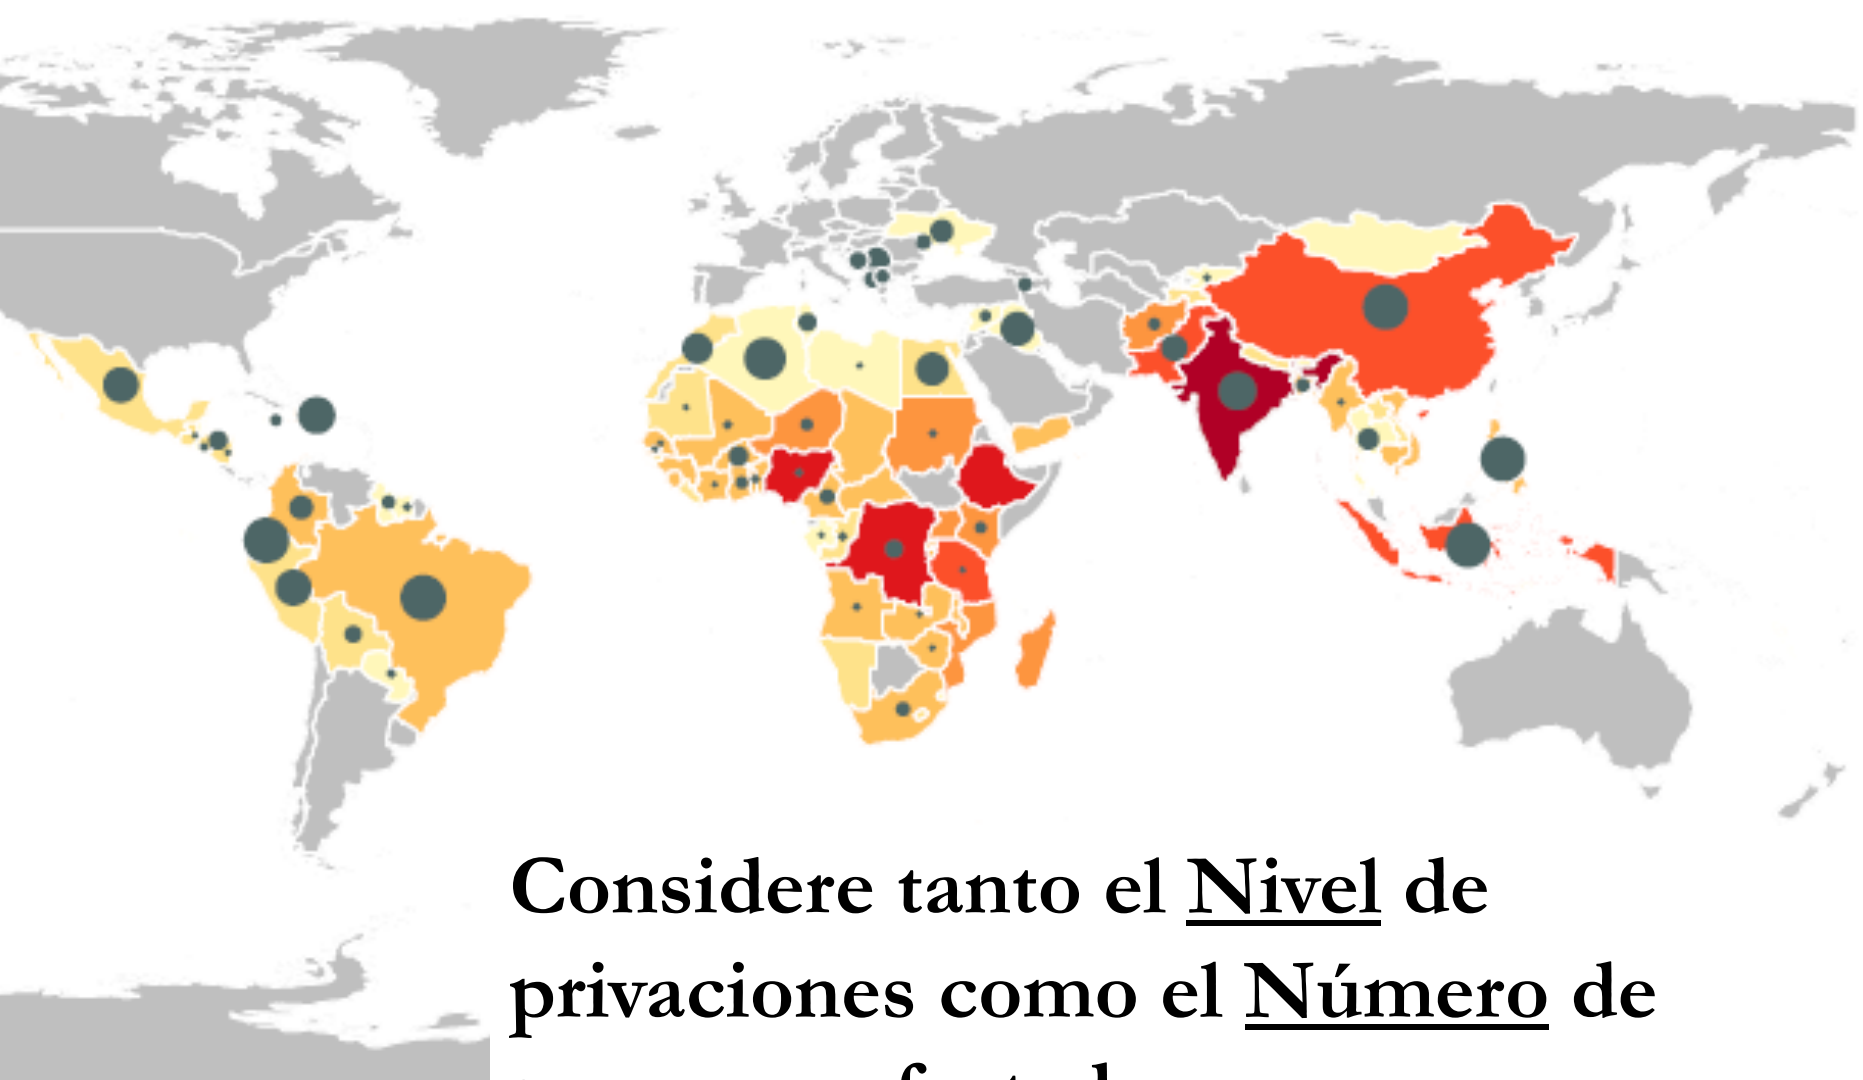 Considere tanto el Nivel de
privaciones como el Número de